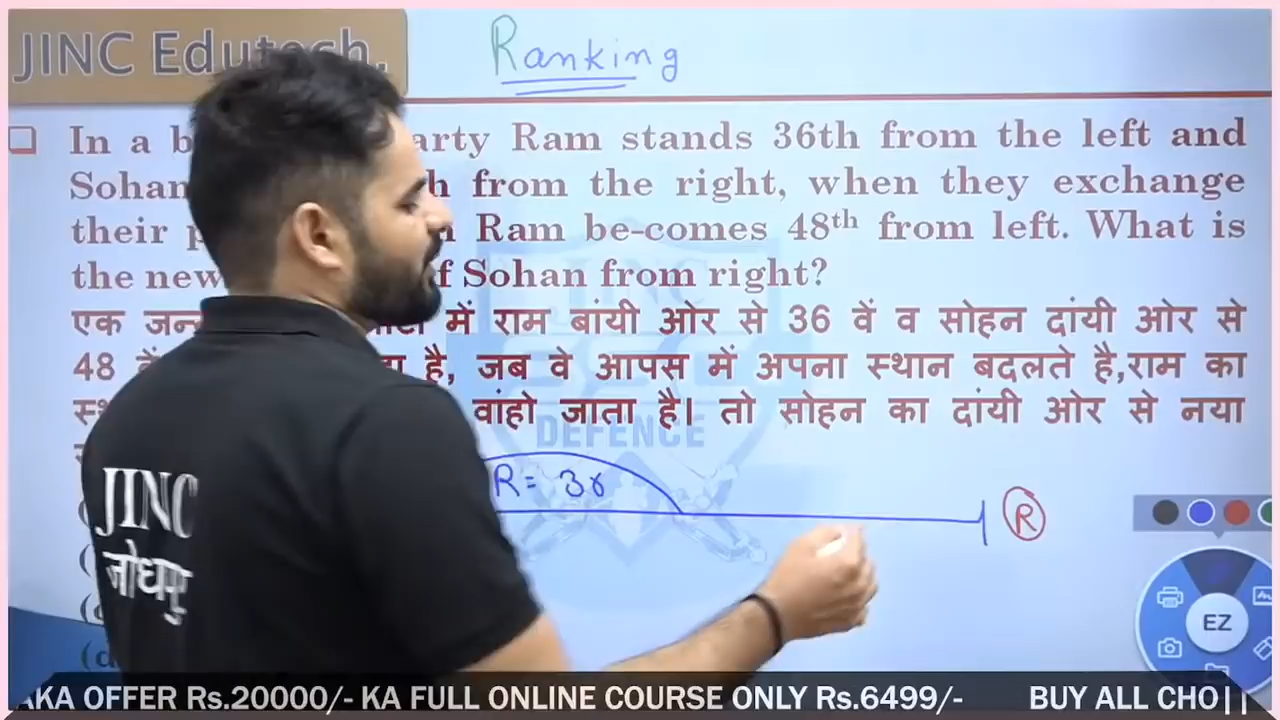 JINC Edutech.
Ranking
In a arty Ram stands 36th from the left and
Sohan h from the right, when they exchange
their Ram be-comes 48th from left. What is
the new f Sohan from right?
एक में राम बांयी ओर से 36 वें व सोहन दांयी ओर से
48 है, जब वे आपस में अपना स्थान बदलते है,राम का
वांहो जाता है। तो सोहन का दांयी ओर से नया
JINC
DEFENCE
R= 36
R
JINC
जोधपुर
EZ
AKA OFFER Rs.20000/- KA FULL ONLINE COURSE ONLY Rs.6499/- BUY ALL CHO||